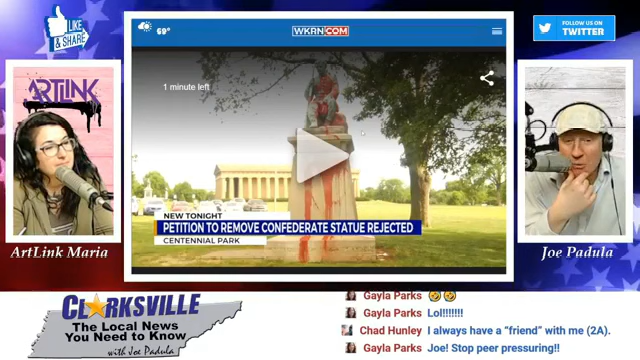 LIKE
& SHARE
69°
WKRN.COM
FOLLOW US ON
TWITTER
ARTLINK
1 minute left
NEW TONIGHT
PETITION TO REMOVE CONFEDERATE STATUE REJECTED
CENTENNIAL PARK
ArtLink Maria
Joe Padula
CLARKSVILLE
The Local News
You Need to Know
with Joe Padula
Gayla Parks 🤣🤣
Gayla Parks Lol!!!!!!!
Chad Hunley I always have a “friend” with me (2A).
Gayla Parks Joe! Stop peer pressuring!!